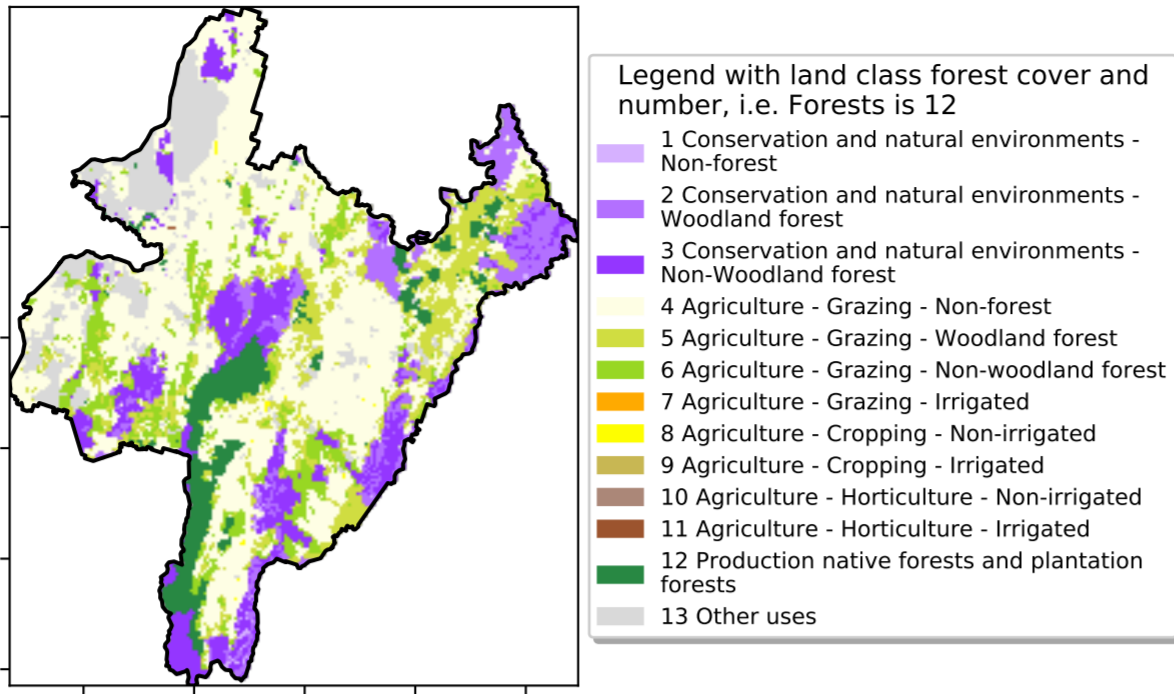 Legend with land class forest cover and
number, i.e. Forests is 12
1 Conservation and natural environments -
Non-forest
2 Conservation and natural environments -
Woodland forest
3 Conservation and natural environments -
Non-Woodland forest
4 Agriculture - Grazing - Non-forest
5 Agriculture - Grazing - Woodland forest
6 Agriculture - Grazing - Non-woodland forest
7 Agriculture - Grazing - Irrigated
8 Agriculture - Cropping - Non-irrigated
9 Agriculture - Cropping - Irrigated
10 Agriculture - Horticulture - Non-irrigated
11 Agriculture - Horticulture - Irrigated
12 Production native forests and plantation
forests
13 Other uses